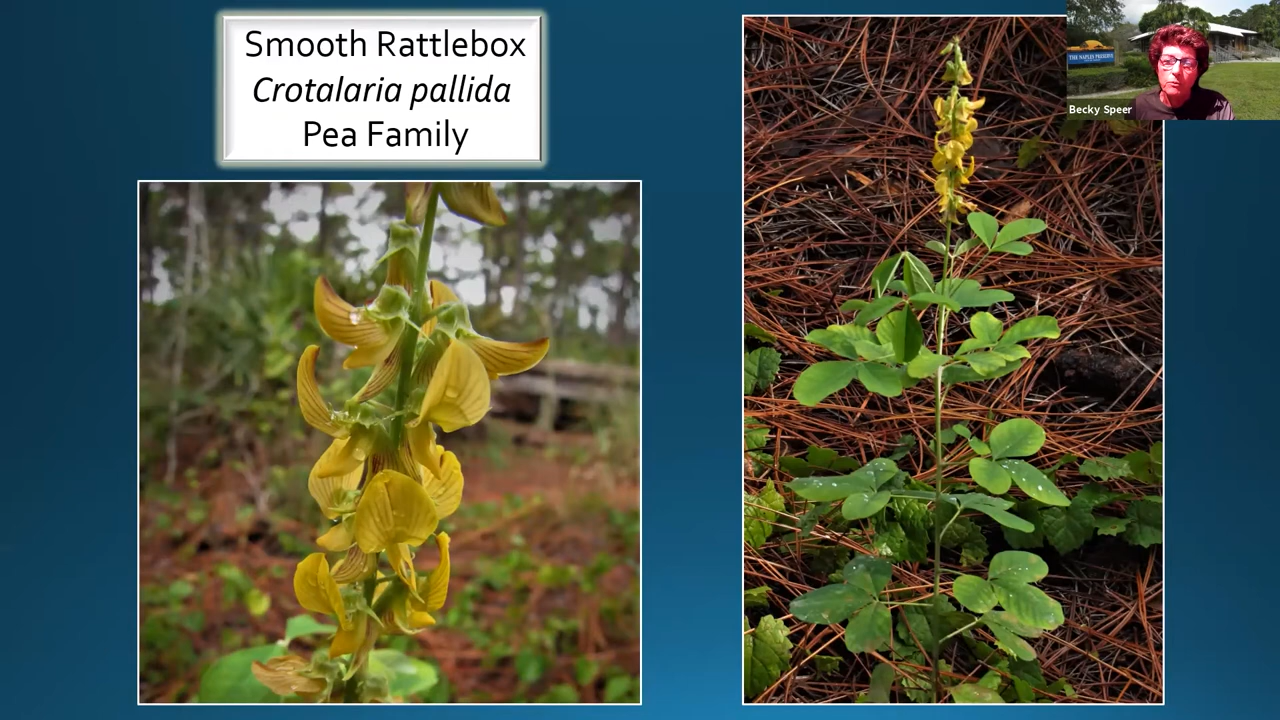 Smooth Rattlebox
Crotalaria pallida
Pea Family
THE NAPLES PRESERVE
Becky Speer